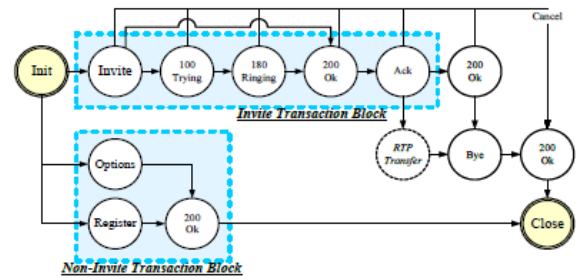 Cancel
Init
Invite
100
Trying
180
Ringing
200
Ok
Ack
200
Ok
Invite Transaction Block
RTP
Transfer
Bye
200
Ok
Options
Register
200
Ok
Close
Non-Invite Transaction Block